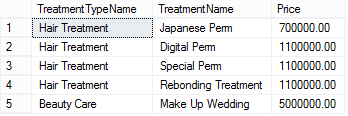 TreatmentTypeName TreatmentName Price
1 Hair Treatment Japanese Perm 700000.00
2 Hair Treatment Digital Perm 1100000.00
3 Hair Treatment Special Perm 1100000.00
4 Hair Treatment Rebonding Treatment 1100000.00
5 Beauty Care Make Up Wedding 5000000.00